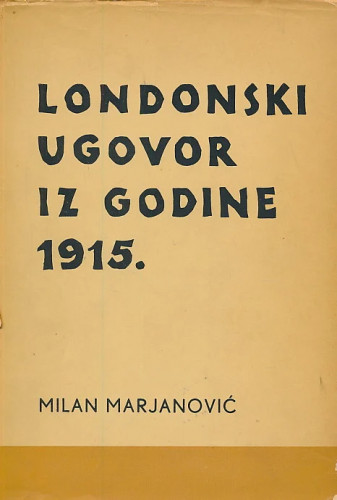 LONDONSKI
UGOVOR
IZ GODINE
1915.
MILAN MARJANOVIĆ